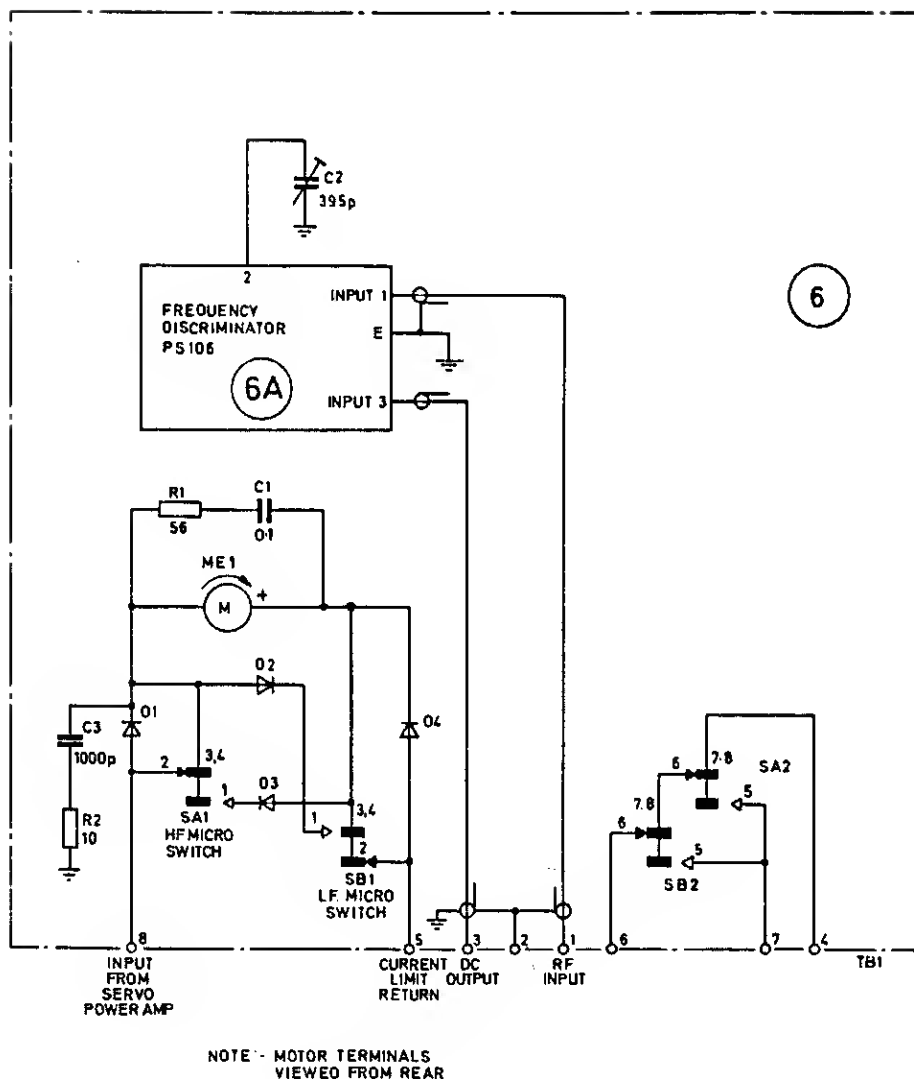 C2
395p
2
INPUT 1
FREQUENCY
DISCRIMINATOR
PS106
E
6A
INPUT 3
6
R1
56
C1
0·1
ME1
M
+
D2
D1
D4
C3
1000p
2
3,4
1
D3
3,4
1
R2
10
SA1
HF MICRO
SWITCH
2
SB1
L.F. MICRO
SWITCH
7·8
6
SA2
5
7.8
6
5
SB2
8
5
3
2
1
6
7
4
TB1
INPUT
FROM
SERVO
POWER AMP
CURRENT
LIMIT
RETURN
DC
OUTPUT
RF
INPUT
NOTE:- MOTOR TERMINALS
VIEWED FROM REAR